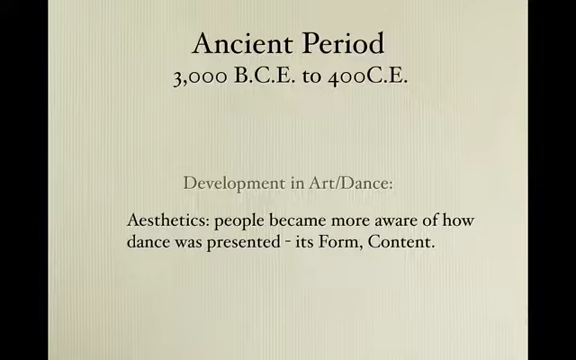 Ancient Period
3,000 B.C.E. to 400C.E.
Development in Art/Dance:
Aesthetics: people became more aware of how
dance was presented - its Form, Content.